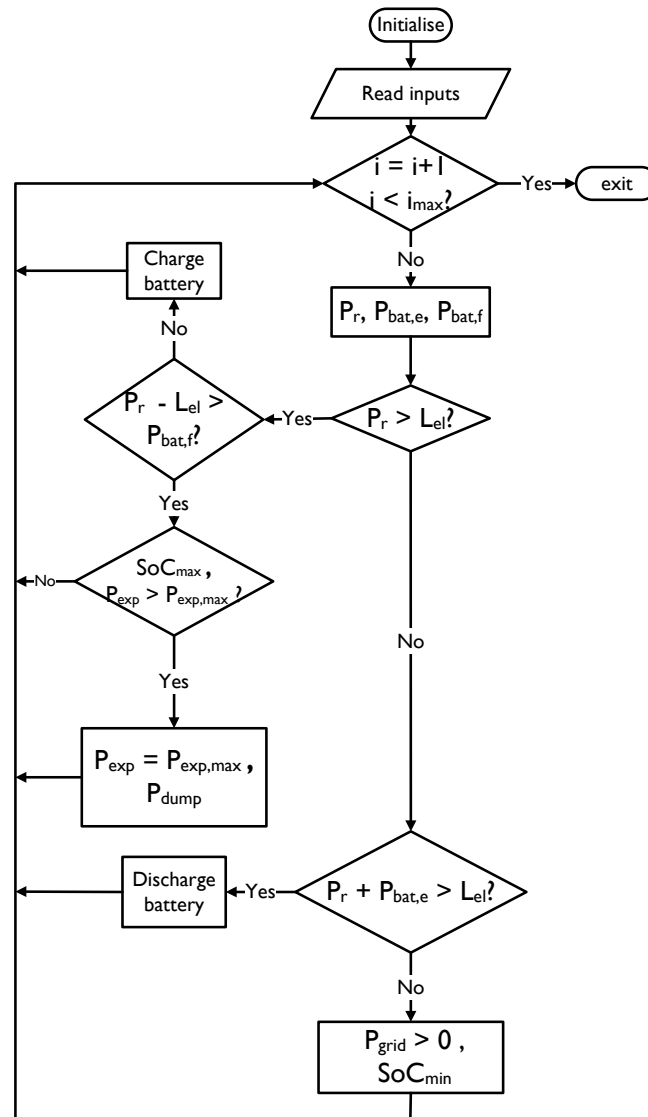 Initialise
Read inputs
i = i+1
i < imax?
Yes
exit
No
Charge
battery
Pr, Pbat,e, Pbat,f
No
Pr - Lel >
Pbat,f?
Yes
Pr > Lel?
Yes
SoCmax,
Pexp > Pexp,max ?
No
No
Yes
Pexp = Pexp,max ,
Pdump
Discharge
battery
Yes
Pr + Pbat,e > Lel?
No
Pgrid > 0 ,
SoCmin